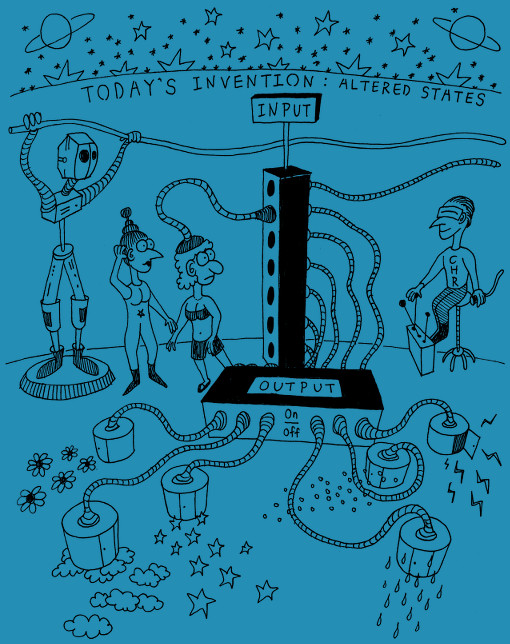 TODAY'S INVENTION: ALTERED STATES
INPUT
CHR
OUTPUT
On
Off